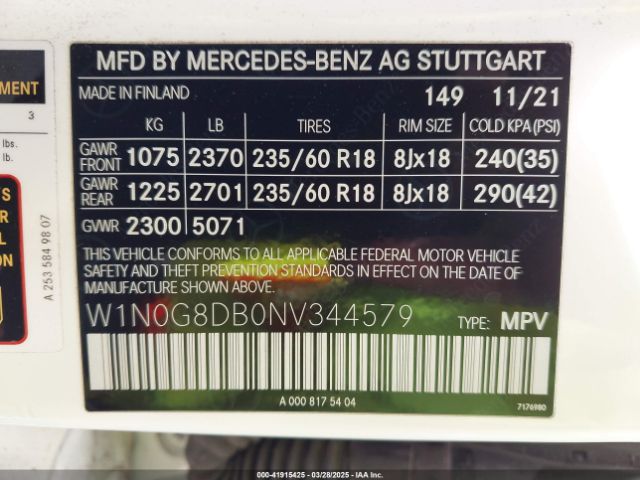 MFD BY MERCEDES-BENZ AG STUTTGART
MADE IN FINLAND 149 11/21
KG LB TIRES RIM SIZE COLD KPA(PSI)
GAWR FRONT 1075 2370 235/60 R18 8Jx18 240(35)
GAWR REAR 1225 2701 235/60 R18 8Jx18 290(42)
GVWR 2300 5071
THIS VEHICLE CONFORMS TO ALL APPLICABLE FEDERAL MOTOR VEHICLE
SAFETY AND THEFT PREVENTION STANDARDS IN EFFECT ON THE DATE
OF MANUFACTURE SHOWN ABOVE.
W1N0G8DB0NV344579 TYPE: MPV
A 000 817 54 04
7176980
MENT
3
lbs.
lb.
A 253 584 98 07
000-41915425 - 03/28/2025 - IAAI.COM